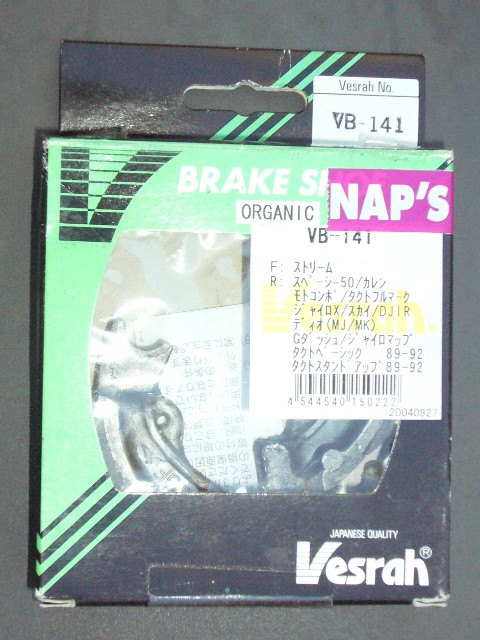 Vesrah No.
VB-141
BRAKE SHOE
ORGANIC
NAP'S
VB-141
F: ストリーム
R: スペーシー50/カレン
モトコンポ/タクトフルマーク
ジャイロX/スカイ/DJ1R
ディオ(MJ/MK)
Gダッシュ/ジャイロマップ
タクトベーシック 89-92
タクトスタンドアップ89-92
4 544540 150222
20040927
JAPANESE QUALITY
Vesrah®